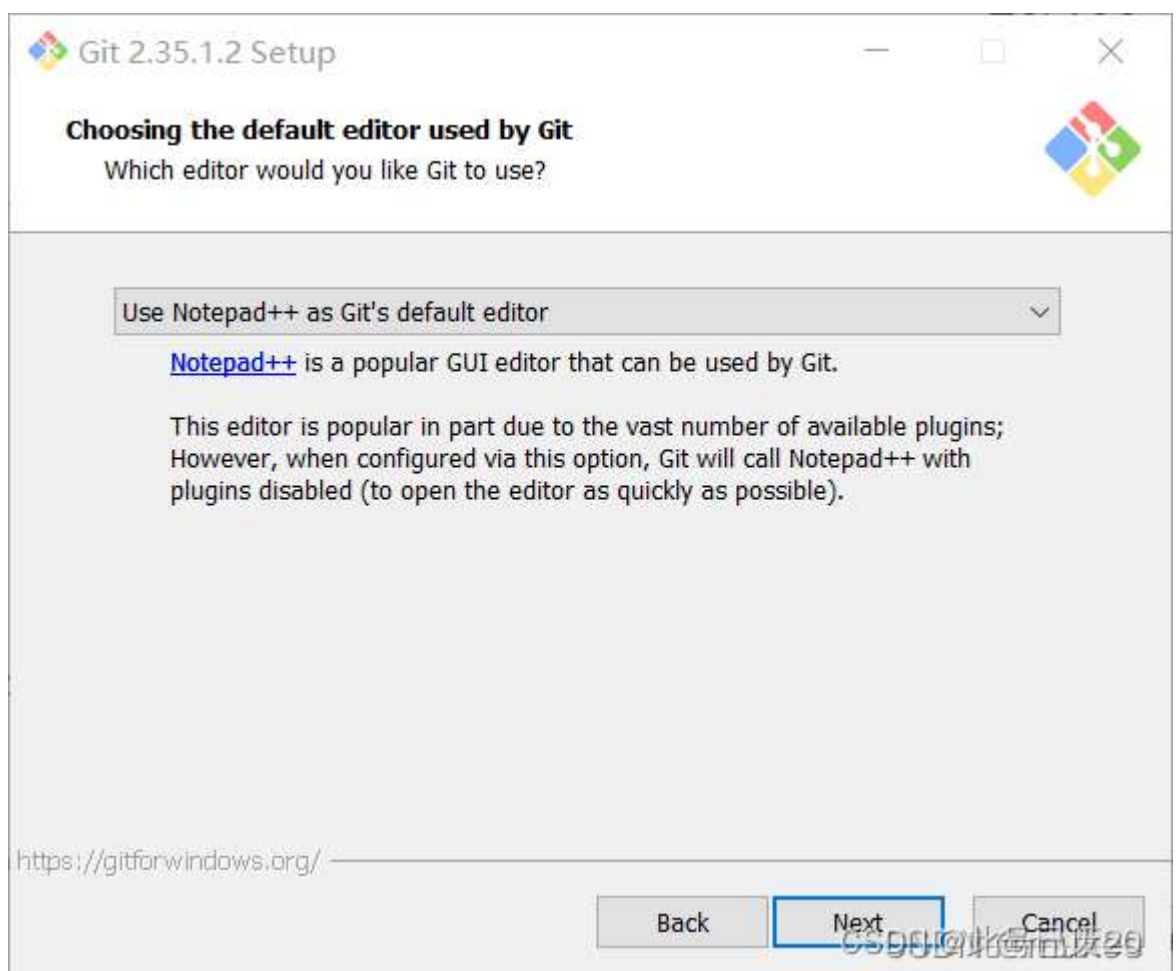 Git 2.35.1.2 Setup
Choosing the default editor used by Git
Which editor would you like Git to use?
Use Notepad++ as Git's default editor
Notepad++ is a popular GUI editor that can be used by Git.
This editor is popular in part due to the vast number of available plugins;
However, when configured via this option, Git will call Notepad++ with
plugins disabled (to open the editor as quickly as possible).
https://gitforwindows.org/
Back
Next
Cancel